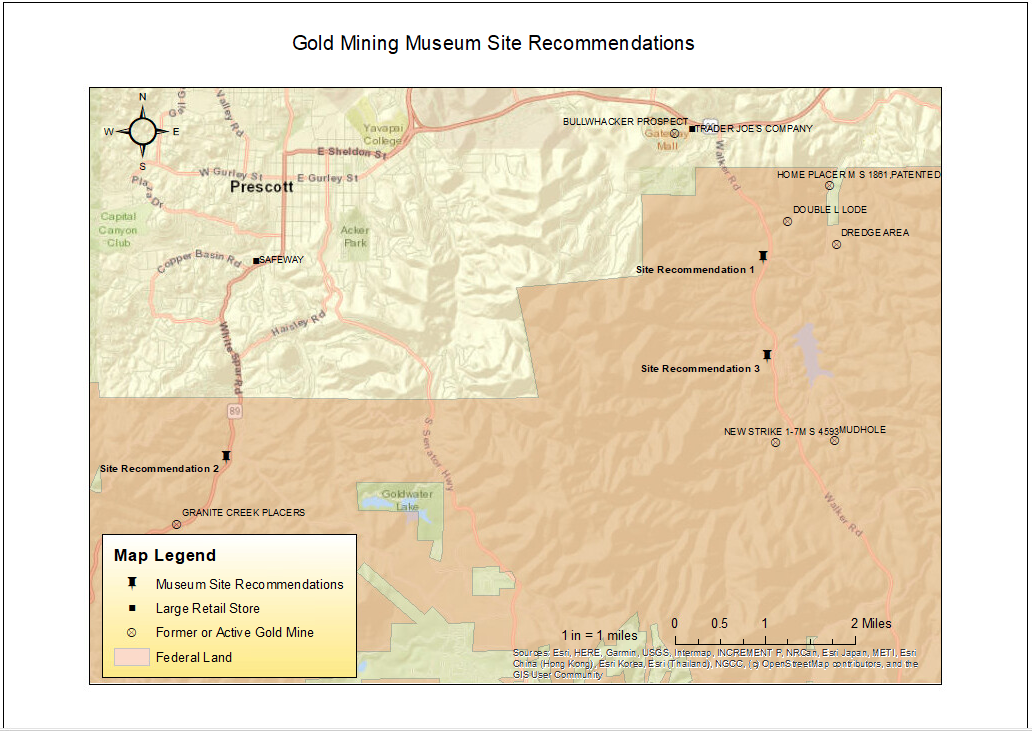 Gold Mining Museum Site Recommendations
N
W
E
S
Valley Rd
Yavapai
College
BULLWHACKER PROSPECT
TRADER JOE'S COMPANY
Gateway
Mall
E Sheldon St
W Gurley St
E Gurley St
Prescott
Plaza Dr
Walker Rd
HOME PLACER M S 1861,PATENTED
DOUBLE L LODE
DREDGE AREA
Capital
Canyon
Club
Acker
Park
Copper Basin Rd
SAFEWAY
Site Recommendation 1
Haisley Rd
White Spar Rd
Site Recommendation 3
89
S Senator Hwy
NEW STRIKE 1-7M S 4593
MUDHOLE
Site Recommendation 2
Goldwater
Lake
GRANITE CREEK PLACERS
Walker Rd
Map Legend
Museum Site Recommendations
Large Retail Store
Former or Active Gold Mine
Federal Land
0 0.5 1 2 Miles
1 in = 1 miles
Sources: Esri, HERE, Garmin, USGS, Intermap, INCREMENT P, NRCan, Esri Japan, METI, Esri
China (Hong Kong), Esri Korea, Esri (Thailand), NGCC, (c) OpenStreetMap contributors, and the
GIS User Community